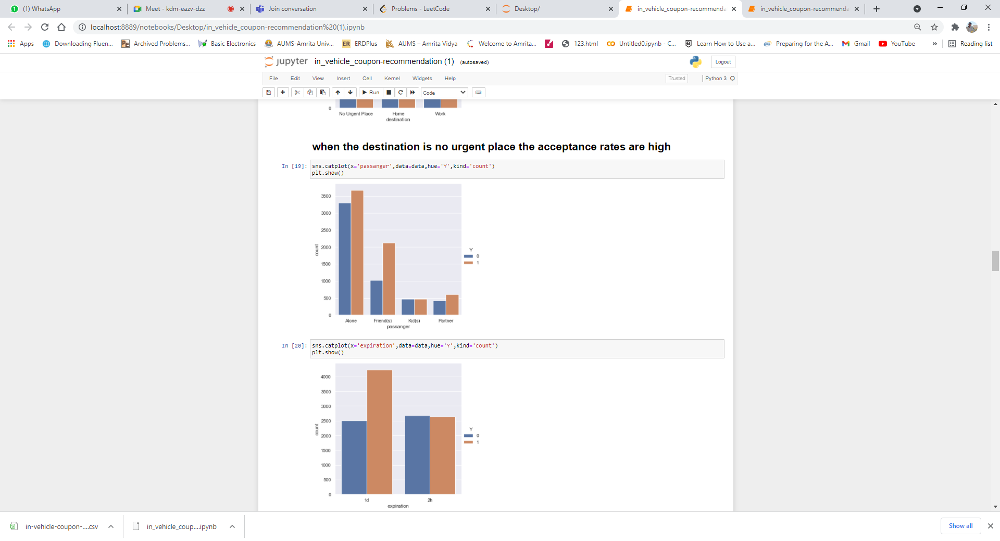 (1) WhatsApp
Meet - kdm-eazv-dzz
Join conversation
Problems - LeetCode
Desktop/
in_vehicle_coupon-recommenda
in_vehicle_coupon-recommenda
localhost:8889/notebooks/Desktop/in_vehicle_coupon-recommendation%20(1).ipynb
Apps
Downloading Fluen...
Archived Problems...
Basic Electronics
AUMS-Amrita Univ...
ER ERDPlus
AUMS – Amrita Vidya
Welcome to Amrita...
123.html
Untitled0.ipynb - C...
Learn How to Use a...
Preparing for the A...
Gmail
YouTube
»
Reading list
jupyter in_vehicle_coupon-recommendation (1) (autosaved)
Logout
File Edit View Insert Cell Kernel Widgets Help
Trusted
Python 3
Run
Code
0
No Urgent Place Home Work
destination
when the destination is no urgent place the acceptance rates are high
In [19]: sns.catplot(x='passanger',data=data,hue='Y',kind='count')
plt.show()
3500
3000
2500
2000
1500
1000
500
0
count
Alone Friend(s) Kid(s) Partner
passanger
Y
0
1
In [20]: sns.catplot(x='expiration',data=data,hue='Y',kind='count')
plt.show()
4000
3500
3000
2500
2000
1500
1000
500
0
count
1d 2h
expiration
Y
0
1
in-vehicle-coupon-....csv
in_vehicle_coup....ipynb
Show all